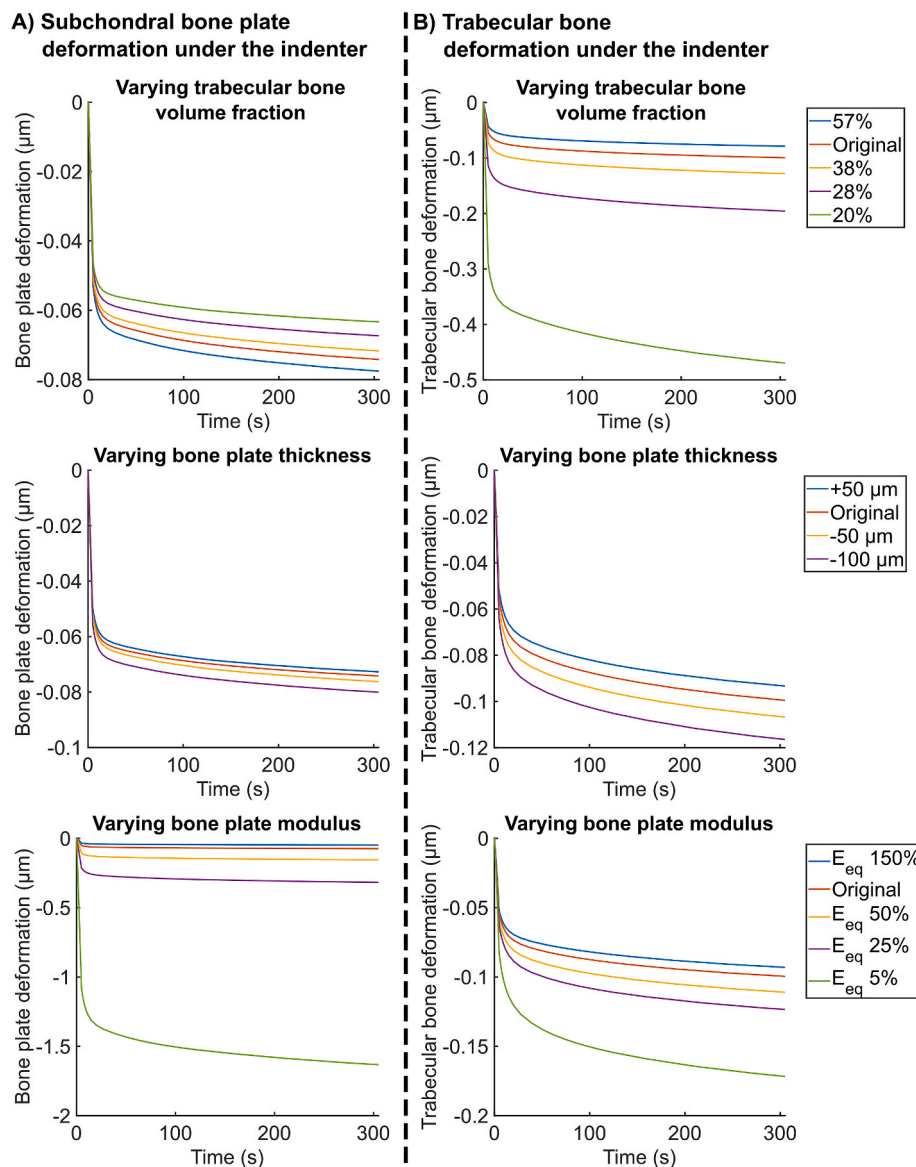 A) Subchondral bone plate
deformation under the indenter
Varying trabecular bone
volume fraction
Bone plate deformation (µm)
0
-0.02
-0.04
-0.06
-0.08
0
100
200
300
Time (s)
Varying bone plate thickness
Bone plate deformation (µm)
0
-0.02
-0.04
-0.06
-0.08
-0.1
0
100
200
300
Time (s)
Varying bone plate modulus
Bone plate deformation (µm)
0
-0.5
-1
-1.5
-2
0
100
200
300
Time (s)
B) Trabecular bone
deformation under the indenter
Varying trabecular bone
volume fraction
Trabecular bone deformation (µm)
0
-0.1
-0.2
-0.3
-0.4
-0.5
0
100
200
300
Time (s)
57%
Original
38%
28%
20%
Varying bone plate thickness
Trabecular bone deformation (µm)
0
-0.02
-0.04
-0.06
-0.08
-0.1
-0.12
0
100
200
300
Time (s)
+50 µm
Original
-50 µm
-100 µm
Varying bone plate modulus
Trabecular bone deformation (µm)
0
-0.05
-0.1
-0.15
-0.2
0
100
200
300
Time (s)
E_eq 150%
Original
E_eq 50%
E_eq 25%
E_eq 5%